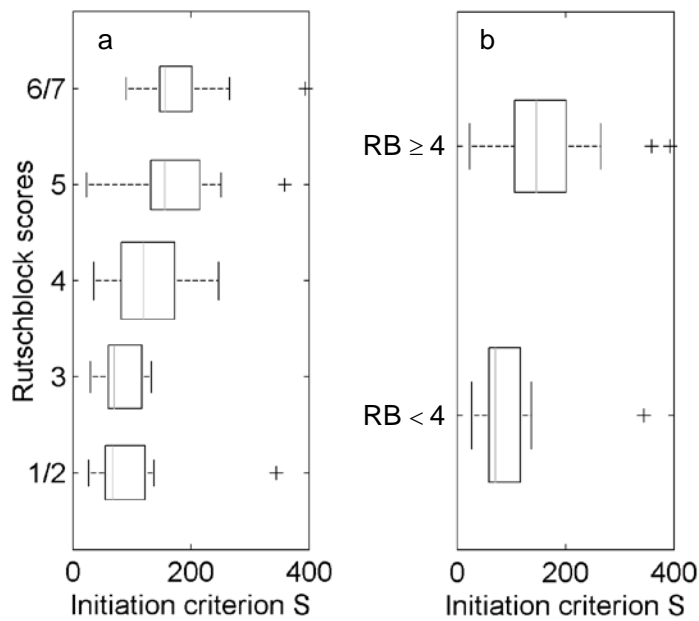 a
6/7
5
4
3
1/2
Rutschblock scores
0 200 400
Initiation criterion S
b
RB ≥ 4
RB < 4
0 200 400
Initiation criterion S